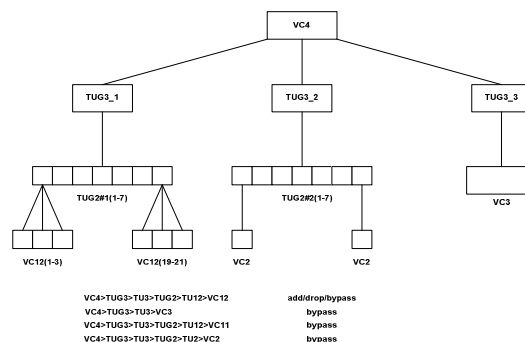 VC4
TUG3_1
TUG3_2
TUG3_3
TUG2#1(1-7)
TUG2#2(1-7)
VC3
VC12(1-3)
VC12(19-21)
VC2
VC2
VC4>TUG3>TU3>TUG2>TU12>VC12 add/drop/bypass
VC4>TUG3>TU3>VC3 bypass
VC4>TUG3>TU3>TUG2>TU12>VC11 bypass
VC4>TUG3>TU3>TUG2>TU2>VC2 bypass